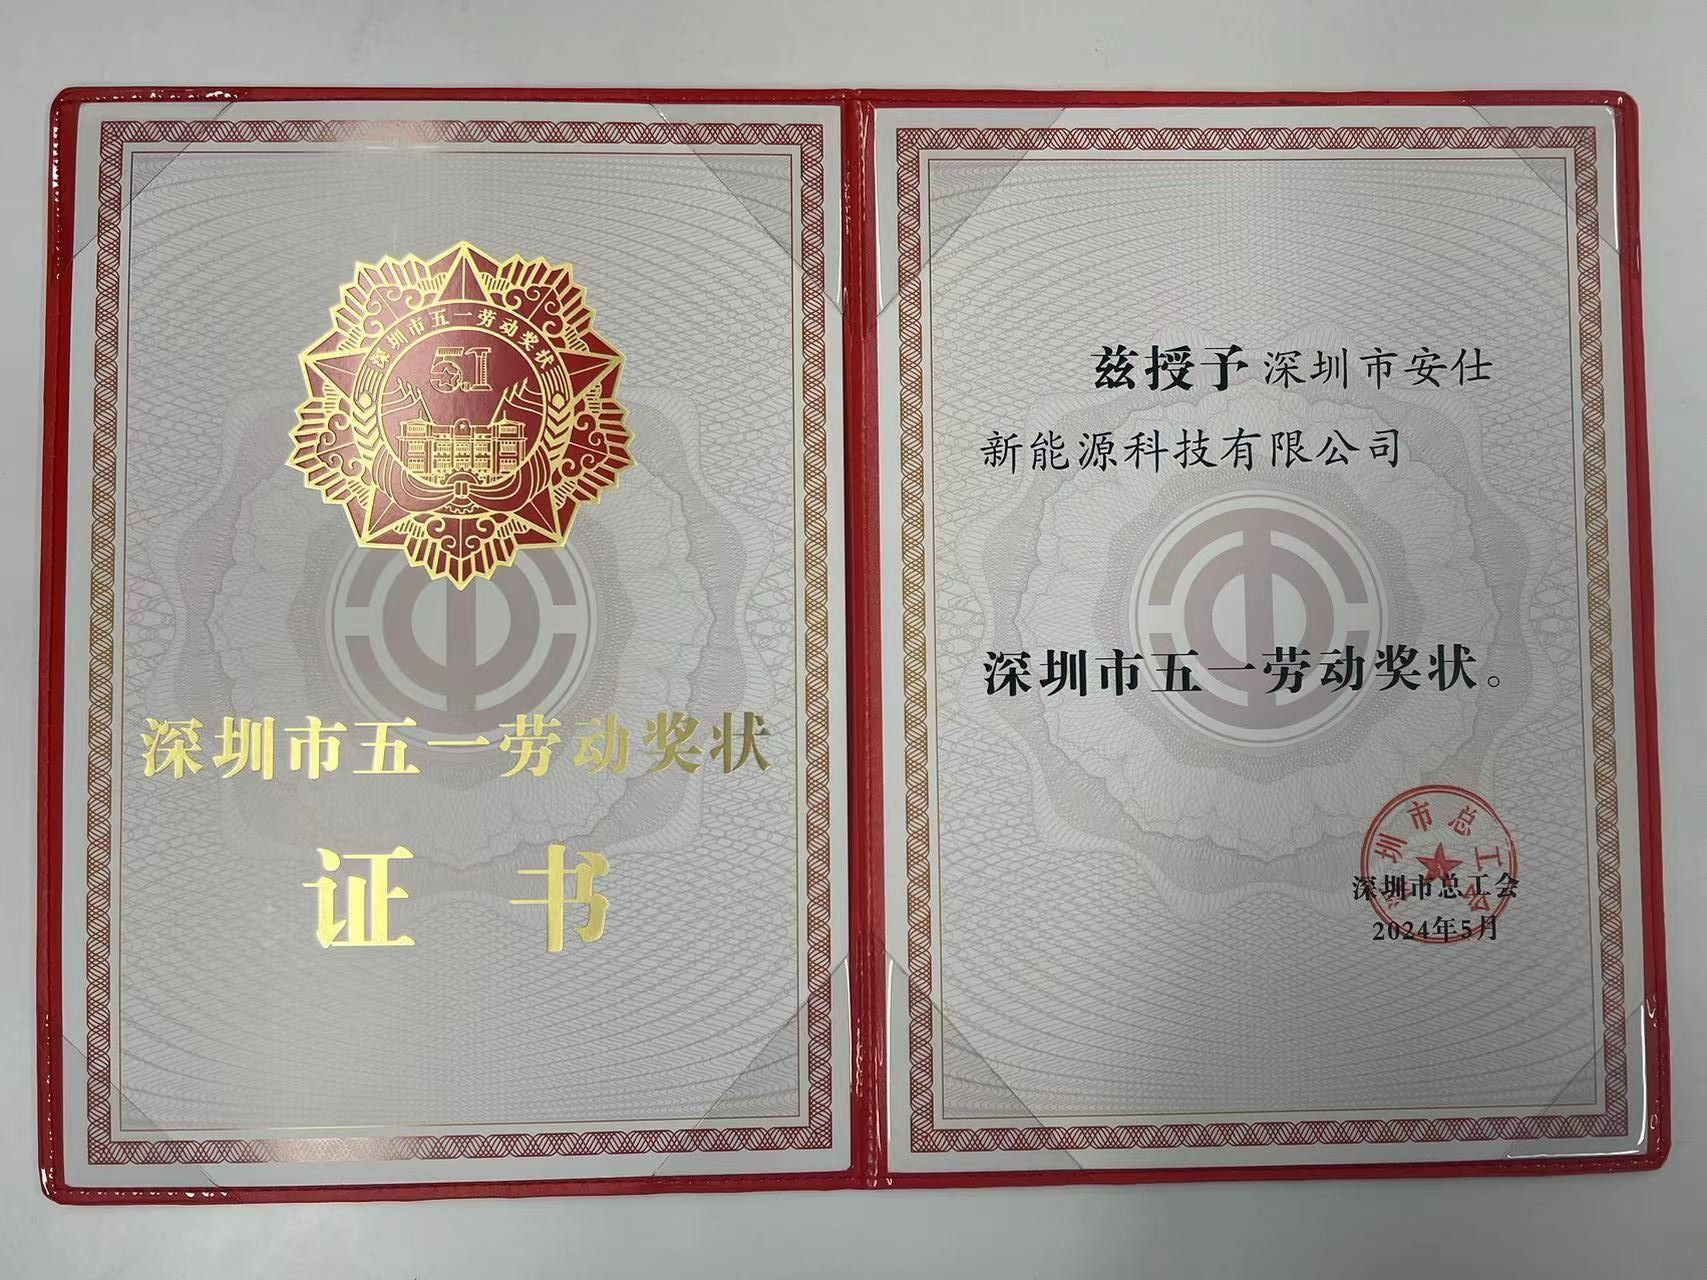 深圳市五一劳动奖状
5.1
深圳市五一劳动奖状
证书
兹授予 深圳市安仕
新能源科技有限公司
深圳市五一劳动奖状。
深圳市总工会
深圳市总工会
2024年5月